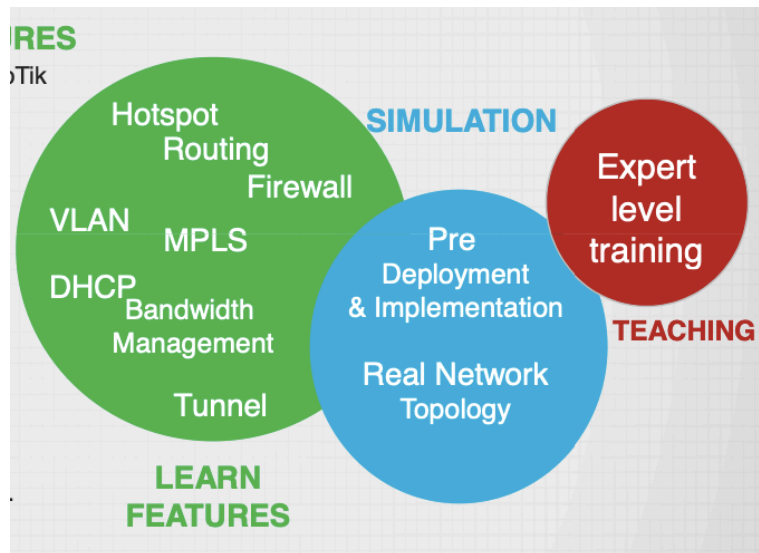 URES
oTik
Hotspot
Routing
Firewall
VLAN
MPLS
DHCP
Bandwidth
Management
Tunnel
LEARN
FEATURES
SIMULATION
Pre
Deployment
& Implementation
Real Network
Topology
Expert
level
training
TEACHING